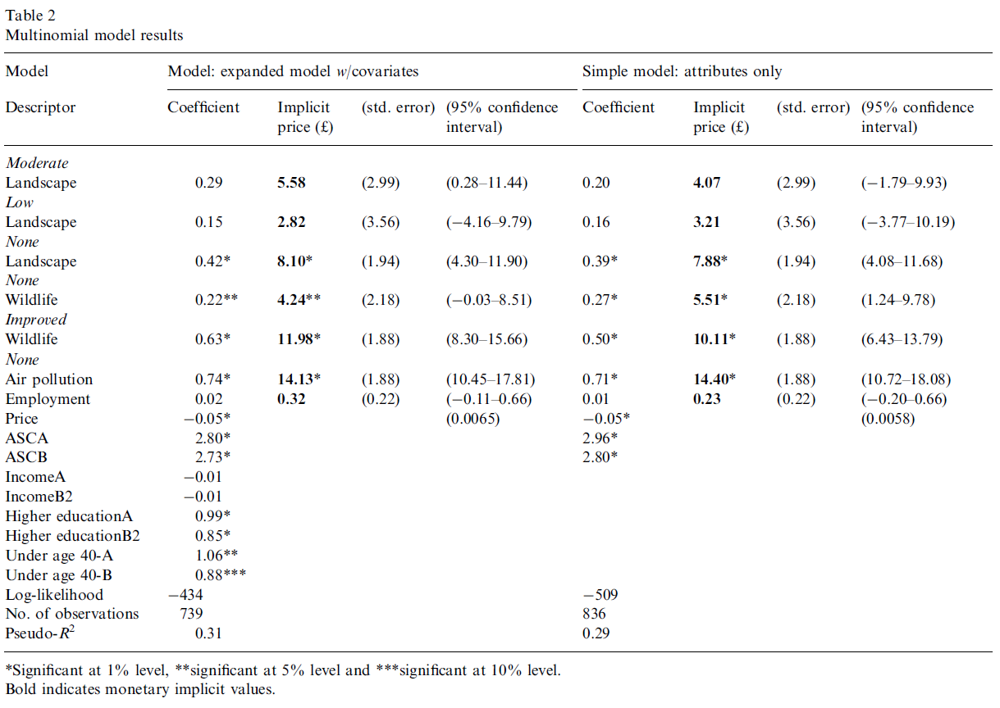 Table 2
Multinomial model results
Model Model: expanded model w/covariates Simple model: attributes only
Descriptor Coefficient Implicit (std. error) (95% confidence Coefficient Implicit (std. error) (95% confidence
price (£) interval) price (£) interval)
Moderate
Landscape 0.29 5.58 (2.99) (0.28–11.44) 0.20 4.07 (2.99) (−1.79–9.93)
Low
Landscape 0.15 2.82 (3.56) (−4.16–9.79) 0.16 3.21 (3.56) (−3.77–10.19)
None
Landscape 0.42* 8.10* (1.94) (4.30–11.90) 0.39* 7.88* (1.94) (4.08–11.68)
None
Wildlife 0.22** 4.24** (2.18) (−0.03–8.51) 0.27* 5.51* (2.18) (1.24–9.78)
Improved
Wildlife 0.63* 11.98* (1.88) (8.30–15.66) 0.50* 10.11* (1.88) (6.43–13.79)
None
Air pollution 0.74* 14.13* (1.88) (10.45–17.81) 0.71* 14.40* (1.88) (10.72–18.08)
Employment 0.02 0.32 (0.22) (−0.11–0.66) 0.01 0.23 (0.22) (−0.20–0.66)
Price −0.05* (0.0065) −0.05* (0.0058)
ASCA 2.80* 2.96*
ASCB 2.73* 2.80*
IncomeA −0.01
IncomeB2 −0.01
Higher educationA 0.99*
Higher educationB2 0.85*
Under age 40-A 1.06**
Under age 40-B 0.88***
Log-likelihood −434 −509
No. of observations 739 836
Pseudo-R2 0.31 0.29
*Significant at 1% level, **significant at 5% level and ***significant at 10% level.
Bold indicates monetary implicit values.